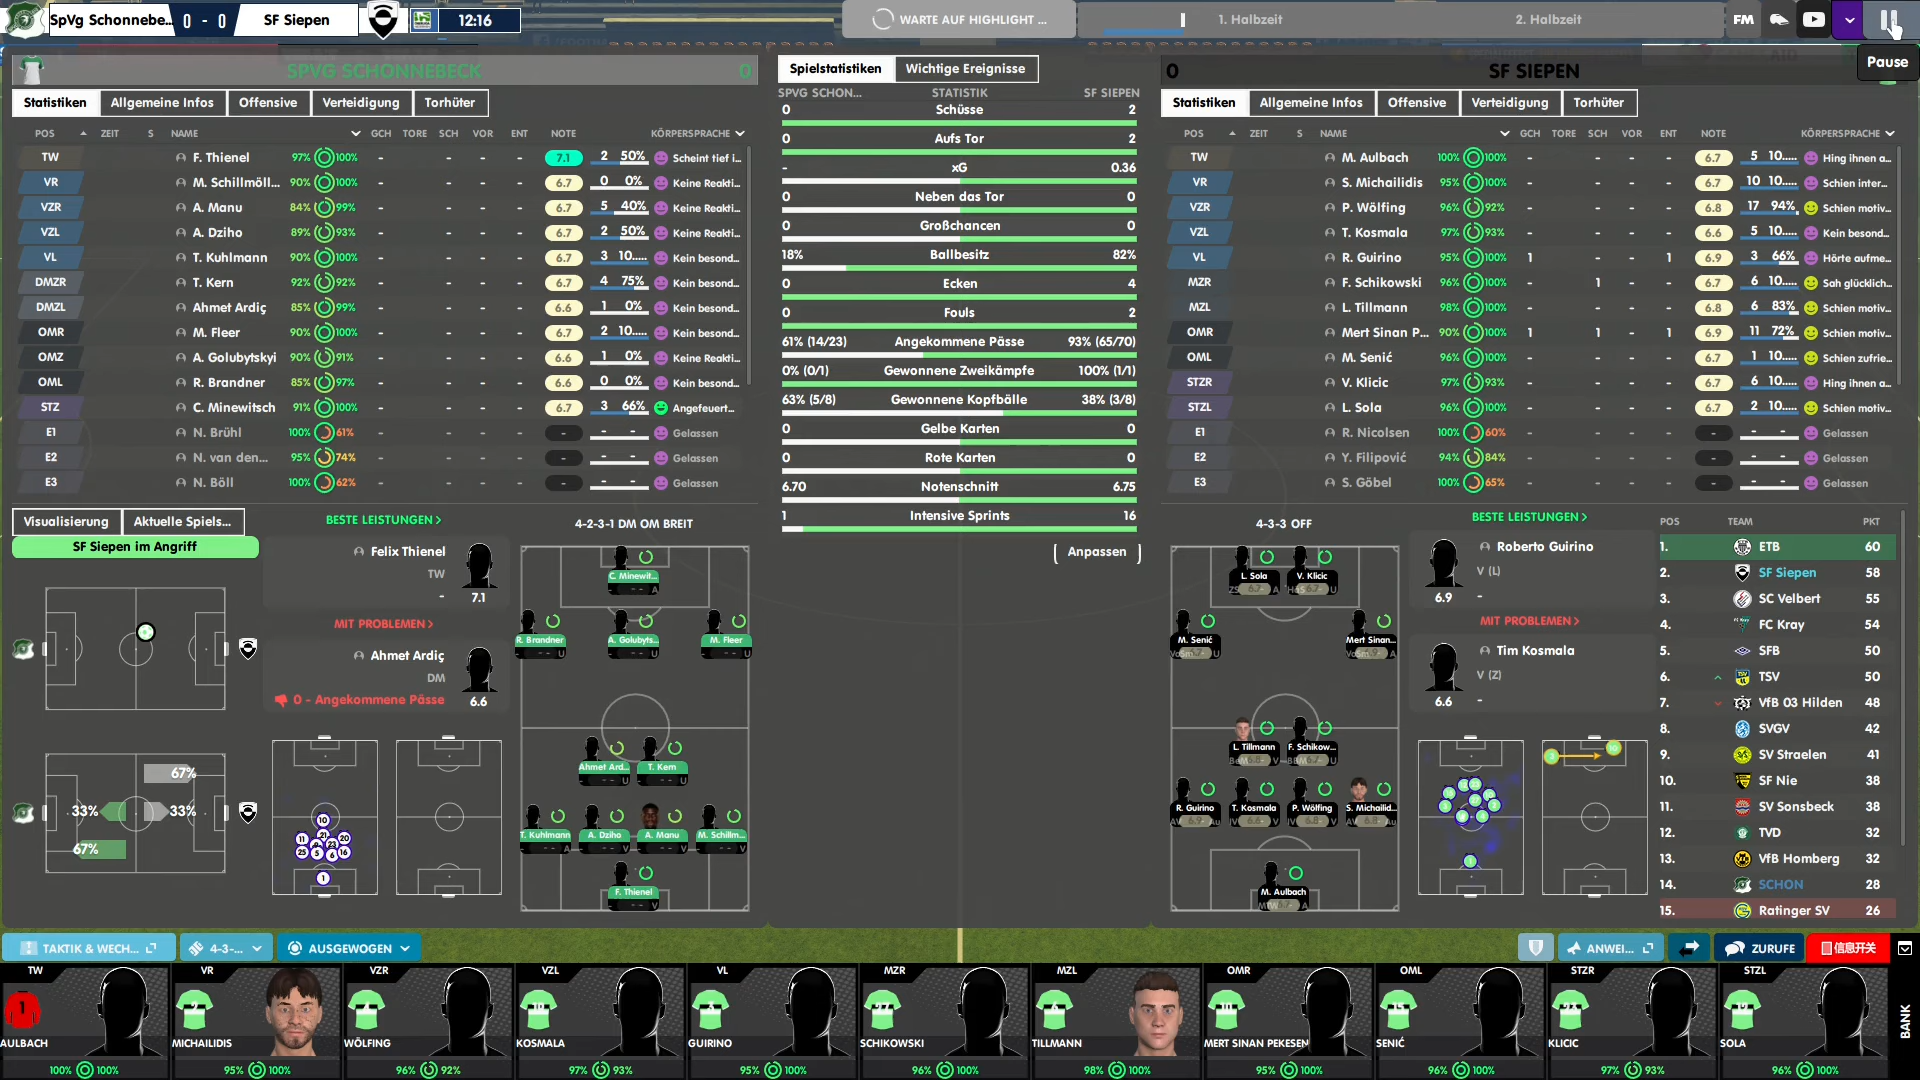 SpVg Schonnebe... 0 - 0 SF Siepen 12:16 WARTE AUF HIGHLIGHT ... 1. Halbzeit 2. Halbzeit FM
Pause
SPVG SCHONNEBECK 0
Statistiken Allgemeine Infos Offensive Verteidigung Torhüter
POS ZEIT S NAME GCH TORE SCH VOR ENT NOTE KÖRPERSPRACHE
TW F. Thienel 97% 100% - - - - 7.1 2 50% Scheint tief i...
VR M. Schillmöll... 90% 100% - - - - 6.7 0 0% Keine Reakti...
VZR A. Manu 84% 99% - - - - 6.7 5 40% Keine Reakti...
VZL A. Dziho 89% 93% - - - - 6.7 2 50% Keine Reakti...
VL T. Kuhlmann 90% 100% - - - - 6.7 3 10.... Kein besond...
DMZR T. Kern 92% 92% - - - - 6.7 4 75% Kein besond...
DMZL Ahmet Ardiç 85% 99% - - - - 6.6 1 0% Kein besond...
OMR M. Fleer 90% 100% - - - - 6.7 2 10.... Kein besond...
OMZ A. Golubytskyi 90% 91% - - - - 6.6 1 0% Keine Reakti...
OML R. Brandner 85% 97% - - - - 6.6 0 0% Kein besond...
STZ C. Minewitsch 91% 100% - - - - 6.7 3 66% Angefeuert...
E1 N. Brühl 100% 61% - - - - - - - Gelassen
E2 N. van den... 95% 74% - - - - - - - Gelassen
E3 N. Böll 100% 62% - - - - - - - Gelassen
Spielstatistiken Wichtige Ereignisse
SPVG SCHON... STATISTIK SF SIEPEN
0 Schüsse 2
0 Aufs Tor 2
- xG 0.36
0 Neben das Tor 0
0 Großchancen 0
18% Ballbesitz 82%
0 Ecken 4
0 Fouls 2
61% (14/23) Angekommene Pässe 93% (65/70)
0% (0/1) Gewonnene Zweikämpfe 100% (1/1)
63% (5/8) Gewonnene Kopfbälle 38% (3/8)
0 Gelbe Karten 0
0 Rote Karten 0
6.70 Notenschnitt 6.75
1 Intensive Sprints 16
Anpassen
0 SF SIEPEN
Statistiken Allgemeine Infos Offensive Verteidigung Torhüter
POS ZEIT S NAME GCH TORE SCH VOR ENT NOTE KÖRPERSPRACHE
TW M. Aulbach 100% 100% - - - - 6.7 5 10.... Hing ihnen a...
VR S. Michailidis 95% 100% - - - - 6.7 10 10.... Schien inter...
VZR P. Wölfing 96% 92% - - - - 6.8 17 94% Schien motiv...
VZL T. Kosmala 97% 93% - - - - 6.6 5 10.... Kein besond...
VL R. Guirino 95% 100% 1 - - 1 6.9 3 66% Hörte aufme...
MZR F. Schikowski 96% 100% - 1 - - 6.7 6 10.... Sah glücklich...
MZL L. Tillmann 98% 100% - - - - 6.8 6 83% Schien motiv...
OMR Mert Sinan P... 90% 100% 1 1 - 1 6.9 11 72% Schien motiv...
OML M. Senić 96% 100% - - - - 6.7 1 10.... Schien zufrie...
STZR V. Klicic 97% 93% - - - - 6.7 6 10.... Hing ihnen a...
STZL L. Sola 96% 100% - - - - 6.7 2 10.... Schien motiv...
E1 R. Nicolsen 100% 60% - - - - - - - Gelassen
E2 Y. Filipović 94% 84% - - - - - - - Gelassen
E3 S. Göbel 100% 65% - - - - - - - Gelassen
Visualisierung Aktuelle Spiels...
SF Siepen im Angriff
67%
33% 33%
67%
BESTE LEISTUNGEN >
Felix Thienel
TW
- 7.1
MIT PROBLEMEN >
Ahmet Ardiç
DM
0 - Angekommene Pässe 6.6
4-2-3-1 DM OM BREIT
C. Minewit...
R. Brandner A. Golubyts... M. Fleer
Ahmet Ard... T. Kern
T. Kuhlmann A. Dziha A. Manu M. Schillm...
F. Thienel
4-3-3 OFF
L. Sola V. Klicic
M. Senić Mert Sinan...
L. Tillmann F. Schikow...
R. Guirino T. Kosmala P. Wölfing S. Michailid...
M. Aulbach
BESTE LEISTUNGEN >
Roberto Guirino
V (L)
6.9 -
MIT PROBLEMEN >
Tim Kosmala
V (Z)
6.6 -
POS TEAM PKT
1. ETB 60
2. SF Siepen 58
3. SC Velbert 55
4. FC Kray 54
5. SFB 50
6. TSV 50
7. VfB 03 Hilden 48
8. SVGV 42
9. SV Straelen 41
10. SF Nie 38
11. SV Sonsbeck 38
12. TVD 32
13. VfB Homberg 32
14. SCHON 28
15. Ratinger SV 26
TAKTIK & WECH... 4-3-... AUSGEWOGEN ANWEI... ZURUFE 信息开关
TW VR VZR VZL VL MZR MZL OMR OML STZR STZL
AULBACH MICHAILIDIS WÖLFING KOSMALA GUIRINO SCHIKOWSKI TILLMANN MERT SINAN PEKESEN SENIĆ KLICIC SOLA
100% 100% 95% 100% 96% 92% 97% 93% 95% 100% 96% 100% 98% 100% 90% 100% 96% 100% 97% 93% 96% 100%
BANK